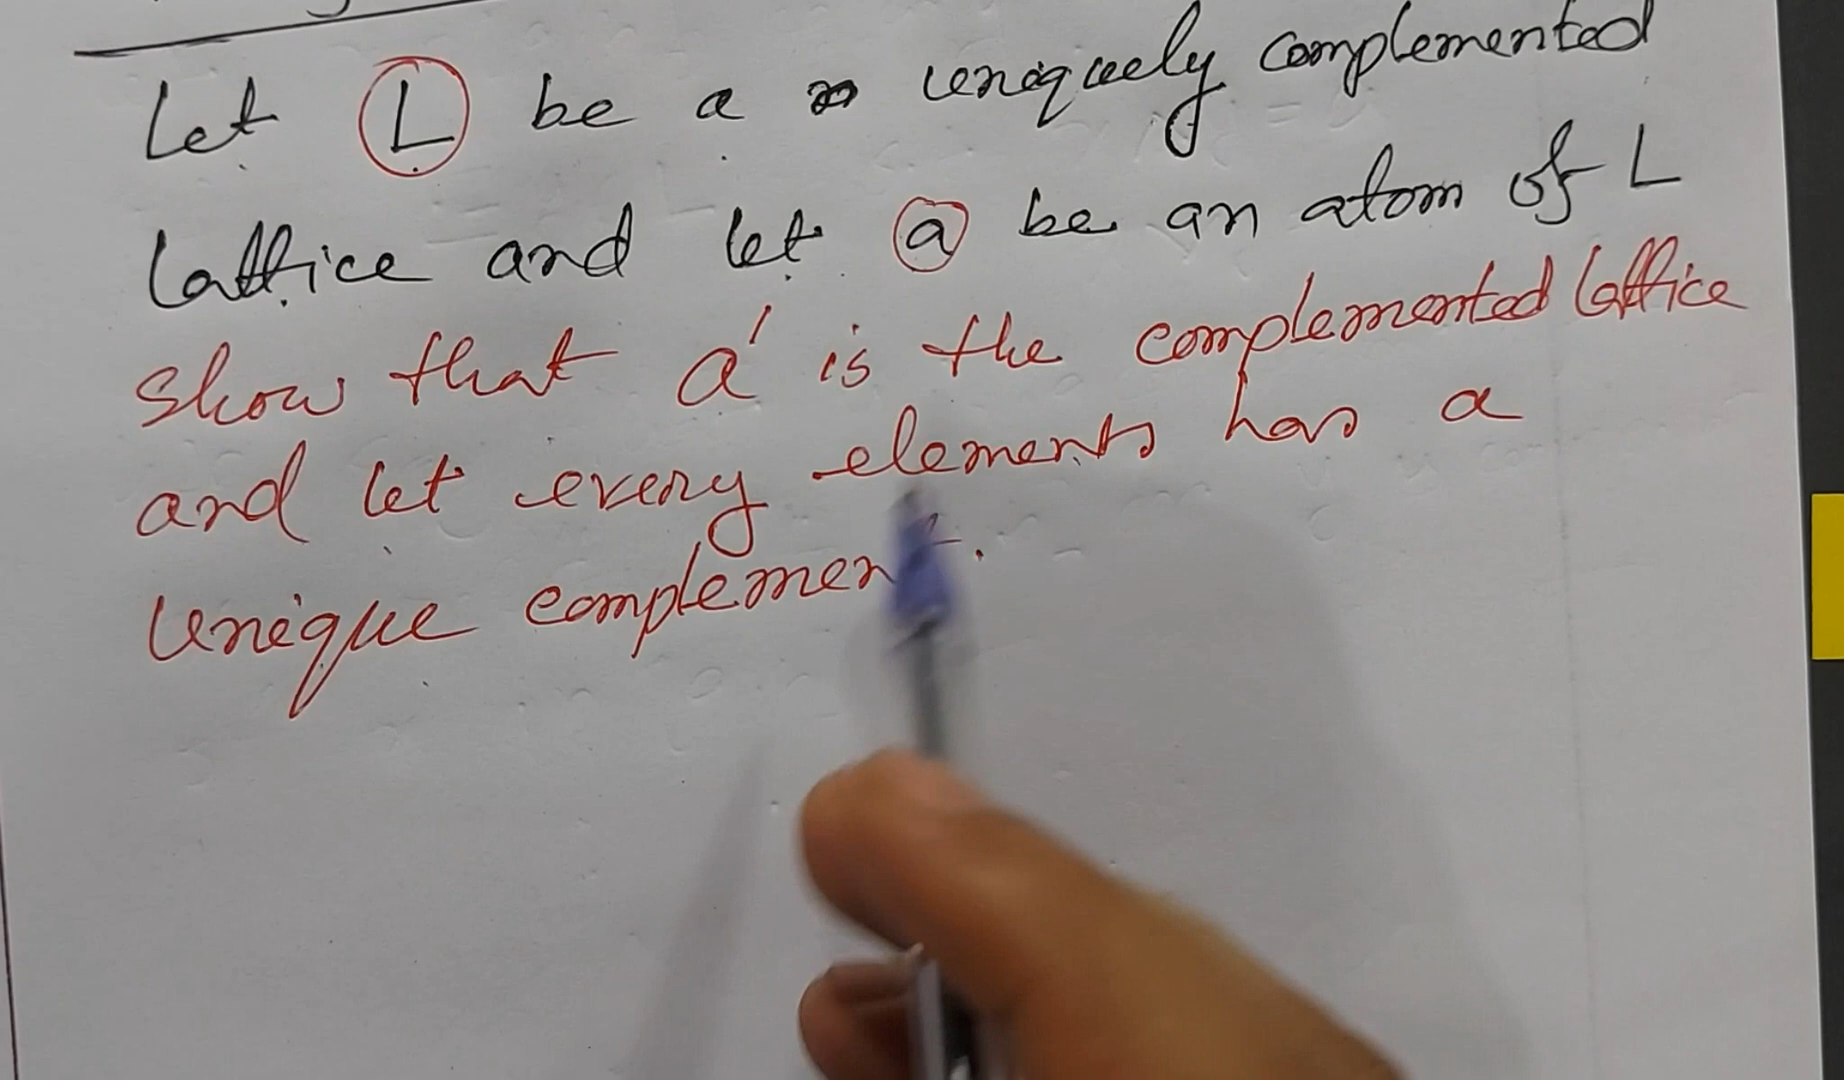 Let L be a uniquely complemented
Lattice and let a be an atom of L
Show that a' is the complemented Lattice
and let every elements has a
unique complement.